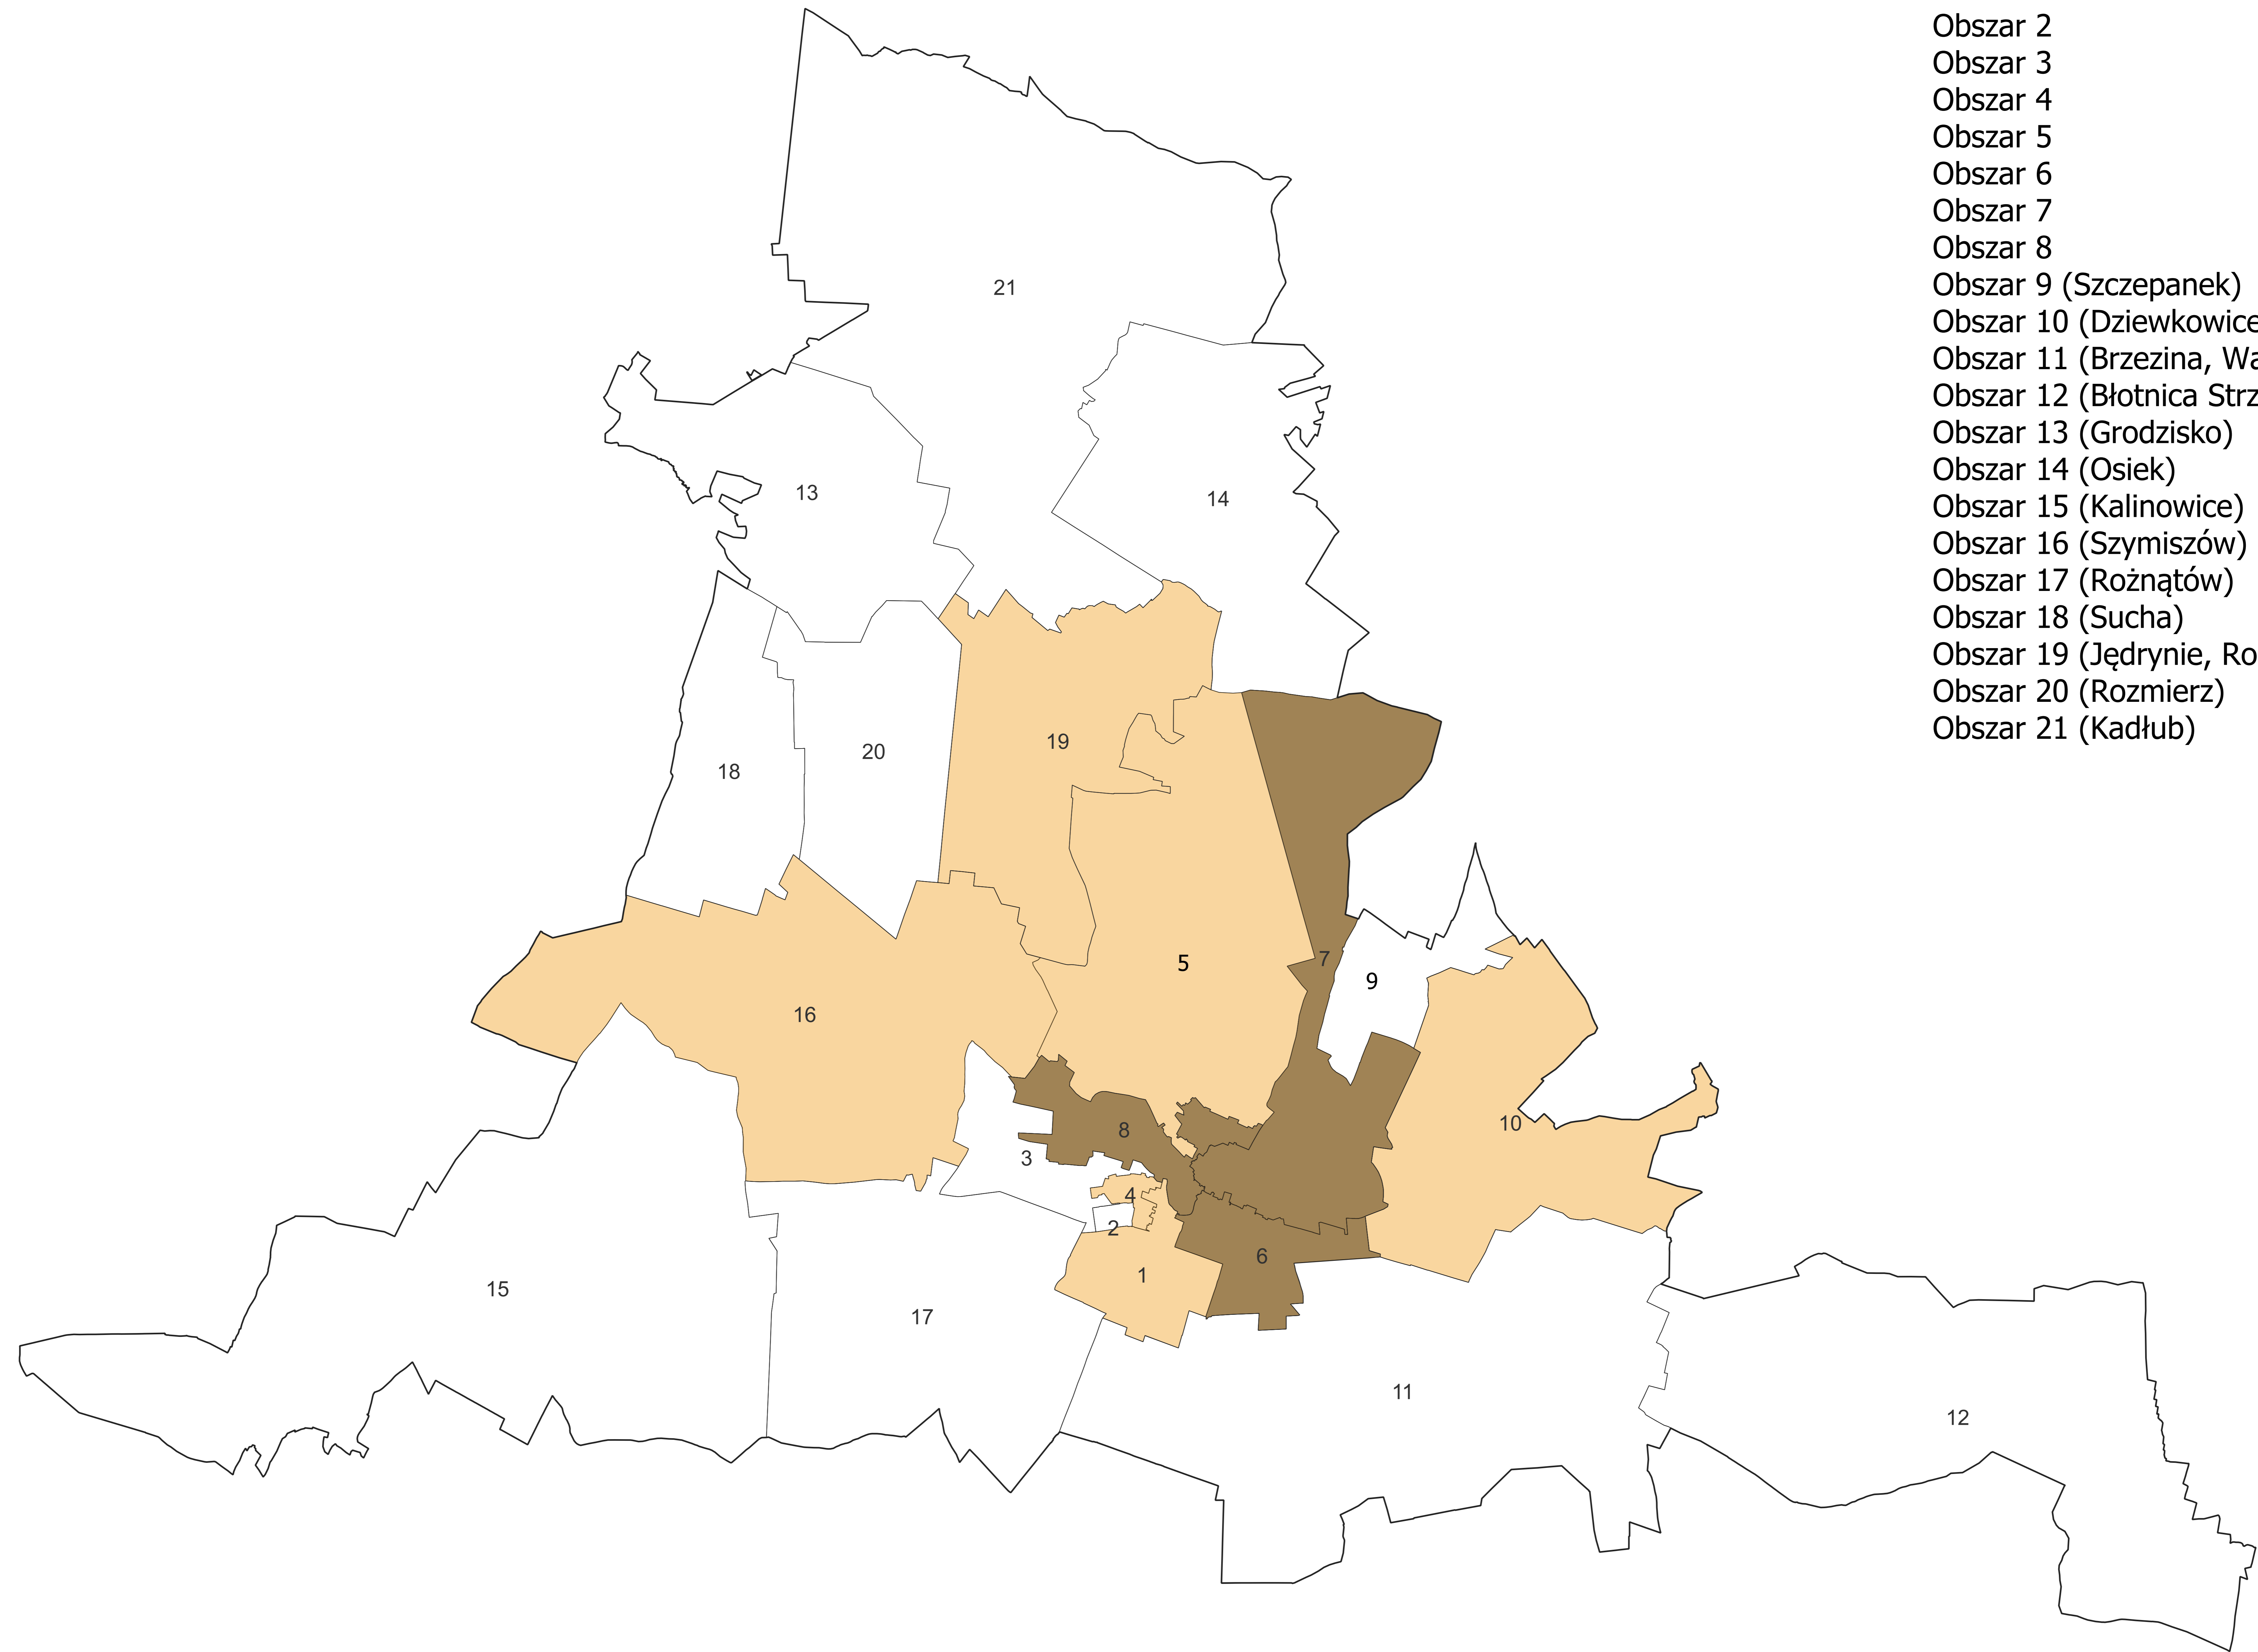 Obszar 2
Obszar 3
Obszar 4
Obszar 5
Obszar 6
Obszar 7
Obszar 8
Obszar 9 (Szczepanek)
Obszar 10 (Dziewkowice
Obszar 11 (Brzezina, Wa
Obszar 12 (Błotnica Strz
Obszar 13 (Grodzisko)
Obszar 14 (Osiek)
Obszar 15 (Kalinowice)
Obszar 16 (Szymiszów)
Obszar 17 (Rożnątów)
Obszar 18 (Sucha)
Obszar 19 (Jędrynie, Ro
Obszar 20 (Rozmierz)
Obszar 21 (Kadłub)
21
13
14
19
20
18
5
7
9
16
10
8
3
4
2
6
1
15
17
11
12